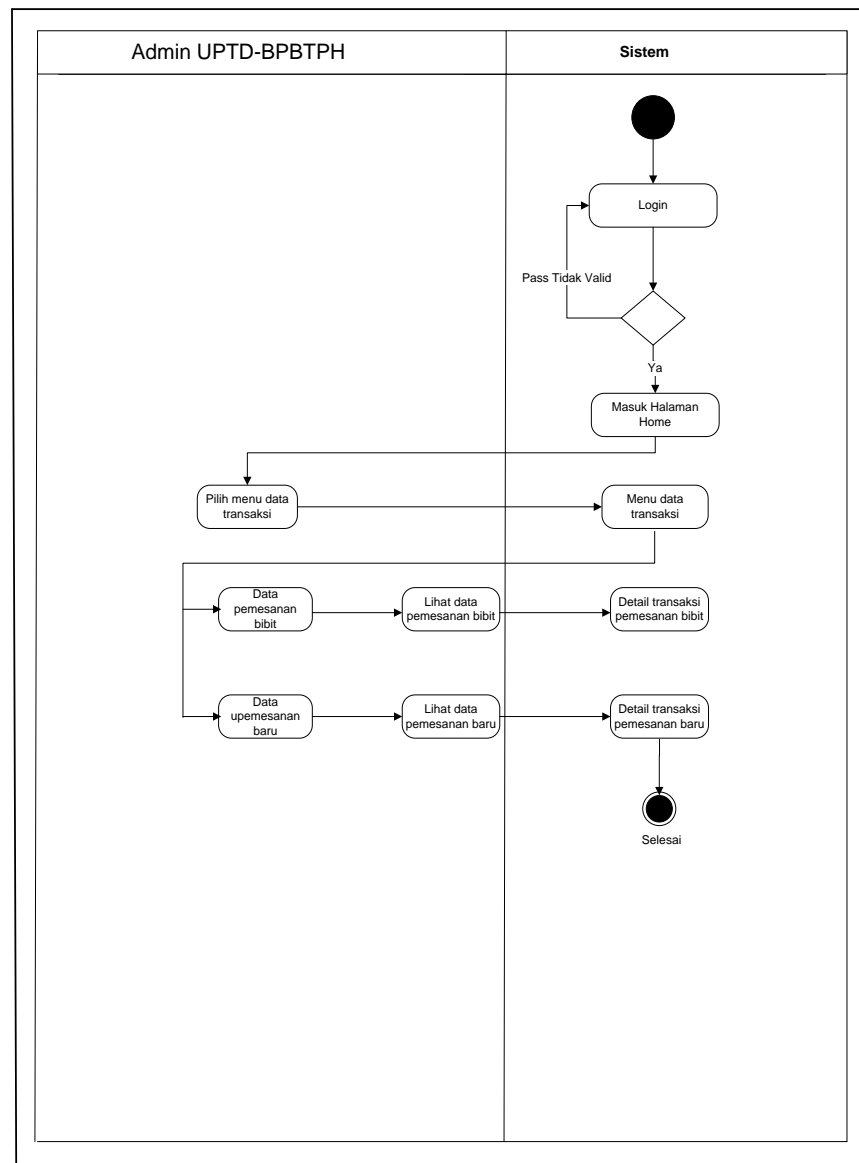 Admin UPTD-BPBTPH
Sistem
Login
Pass Tidak Valid
Ya
Masuk Halaman
Home
Pilih menu data
transaksi
Menu data
transaksi
Data
pemesanan
bibit
Lihat data
pemesanan bibit
Detail transaksi
pemesanan bibit
Data
upemesanan
baru
Lihat data
pemesanan baru
Detail transaksi
pemesanan baru
Selesai